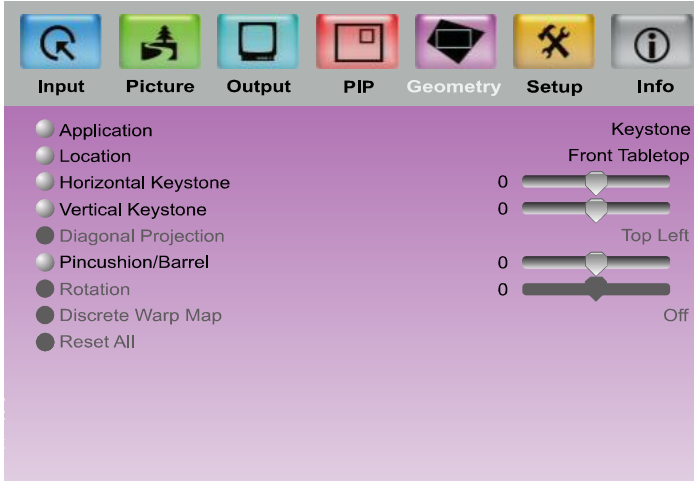 Input Picture Output PIP Geometry Setup Info
Application Keystone
Location Front Tabletop
Horizontal Keystone 0
Vertical Keystone 0
Diagonal Projection Top Left
Pincushion/Barrel 0
Rotation 0
Discrete Warp Map Off
Reset All